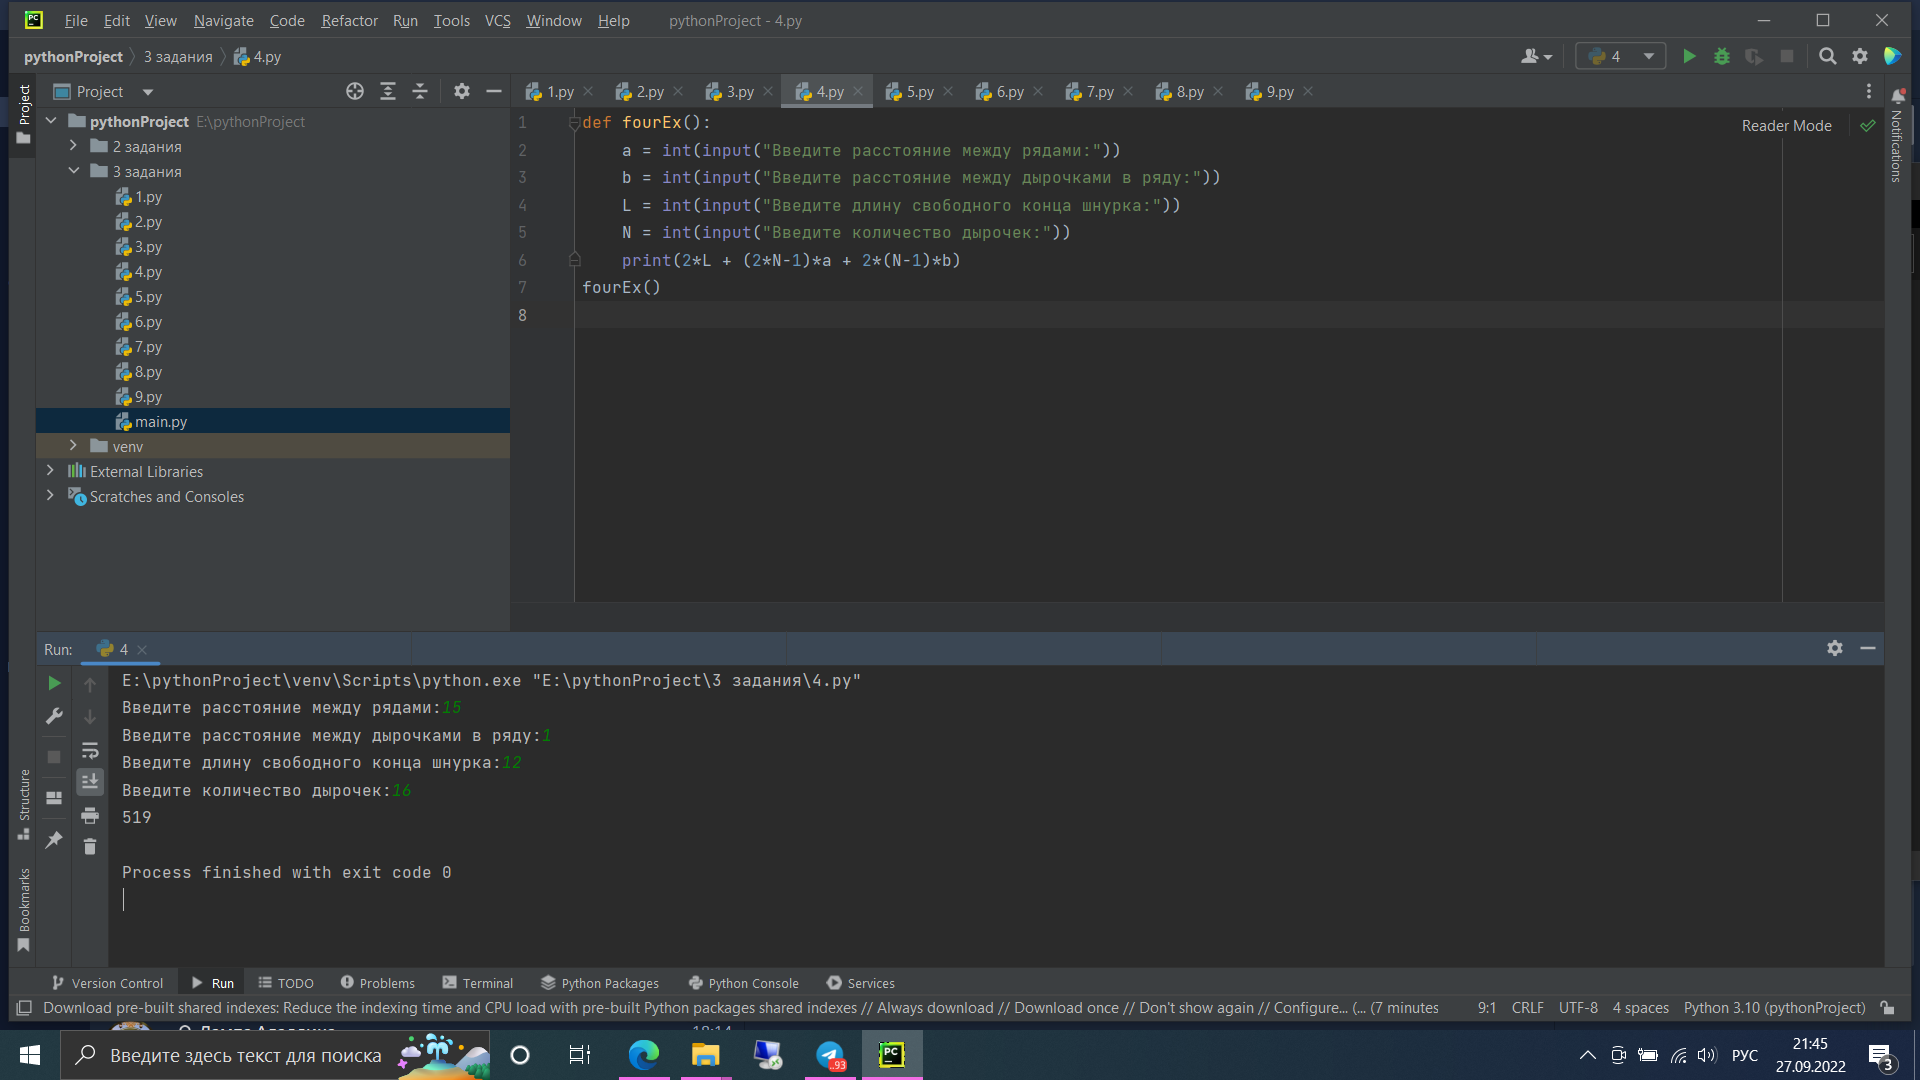 File Edit View Navigate Code Refactor Run Tools VCS Window Help pythonProject - 4.py
pythonProject 3 задания 4.py
4
Project
1.py 2.py 3.py 4.py 5.py 6.py 7.py 8.py 9.py
Project
Notifications
pythonProject E:\pythonProject
2 задания
3 задания
1.py
2.py
3.py
4.py
5.py
6.py
7.py
8.py
9.py
main.py
venv
External Libraries
Scratches and Consoles
Reader Mode
1 def fourEx():
2 a = int(input("Введите расстояние между рядами:"))
3 b = int(input("Введите расстояние между дырочками в ряду:"))
4 L = int(input("Введите длину свободного конца шнурка:"))
5 N = int(input("Введите количество дырочек:"))
6 print(2*L + (2*N-1)*a + 2*(N-1)*b)
7 fourEx()
8
Run: 4
E:\pythonProject\venv\Scripts\python.exe "E:\pythonProject\3 задания\4.py"
Введите расстояние между рядами:15
Введите расстояние между дырочками в ряду:1
Введите длину свободного конца шнурка:12
Введите количество дырочек:16
519
Process finished with exit code 0
Structure
Bookmarks
Version Control Run TODO Problems Terminal Python Packages Python Console Services
Download pre-built shared indexes: Reduce the indexing time and CPU load with pre-built Python packages shared indexes // Always download // Download once // Don't show again // Configure... (... (7 minutes 9:1 CRLF UTF-8 4 spaces Python 3.10 (pythonProject)
Введите здесь текст для поиска
PC
..93
РУС
21:45
27.09.2022
3